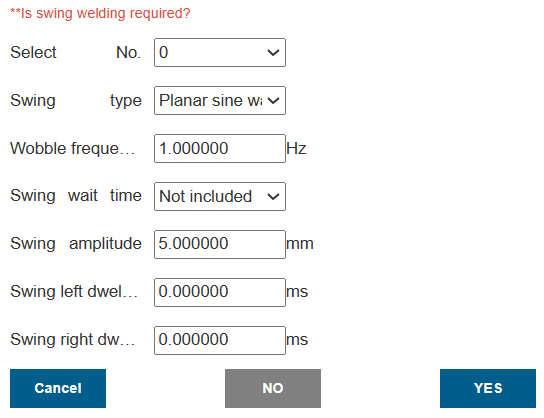 **Is swing welding required?
Select No. 0
Swing type Planar sine wa
Wobble freque... 1.000000 Hz
Swing wait time Not included
Swing amplitude 5.000000 mm
Swing left dwel... 0.000000 ms
Swing right dw... 0.000000 ms
Cancel NO YES